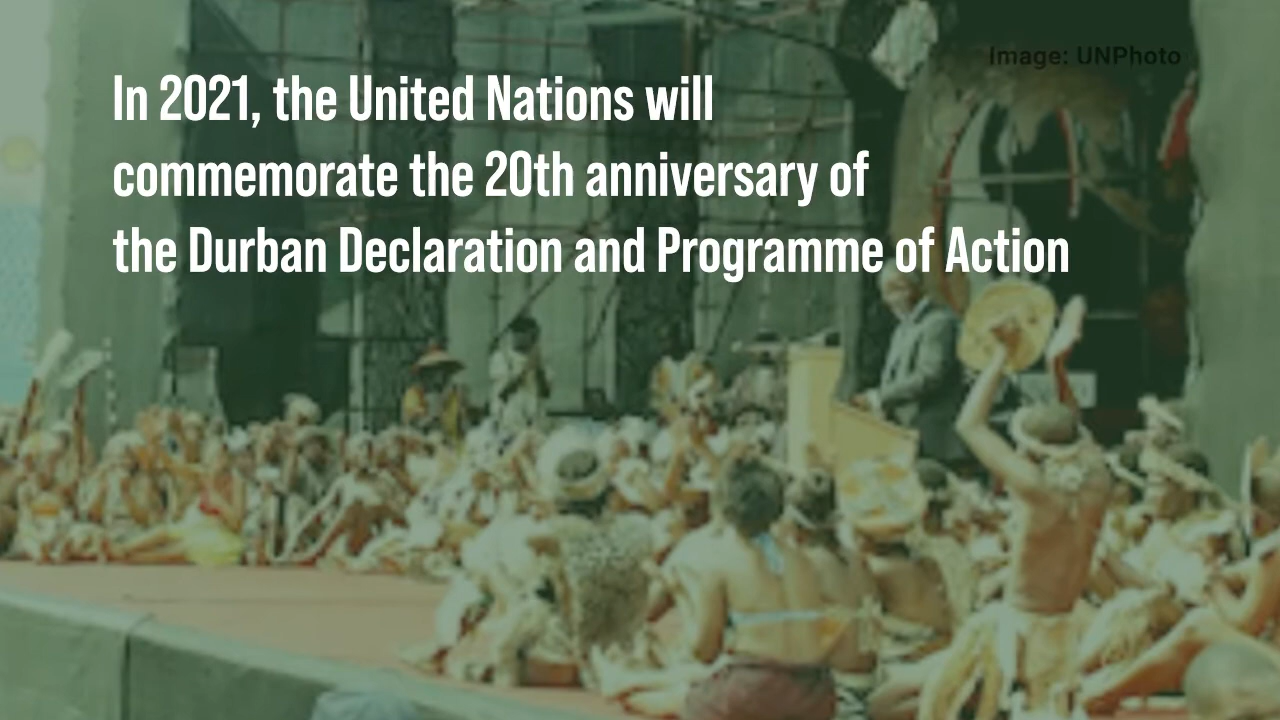 Image: UNPhoto
In 2021, the United Nations will
commemorate the 20th anniversary of
the Durban Declaration and Programme of Action